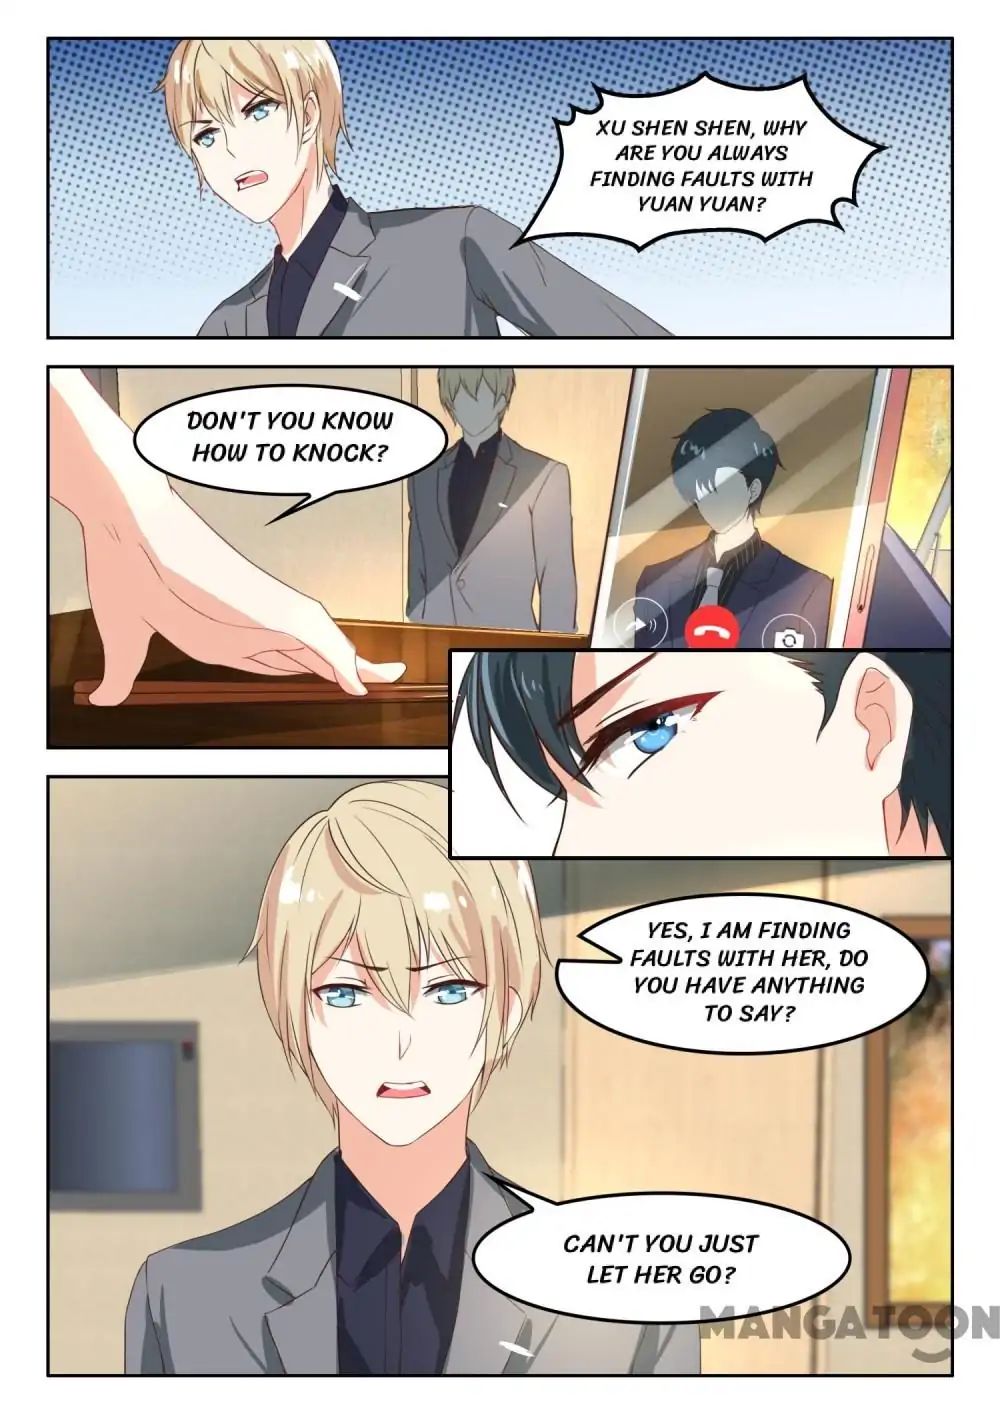 XU SHEN SHEN, WHY
ARE YOU ALWAYS
FINDING FAULTS WITH
YUAN YUAN?
DON'T YOU KNOW
HOW TO KNOCK?
YES, I AM FINDING
FAULTS WITH HER, DO
YOU HAVE ANYTHING
TO SAY?
CAN'T YOU JUST
LET HER GO?
MANGATOON